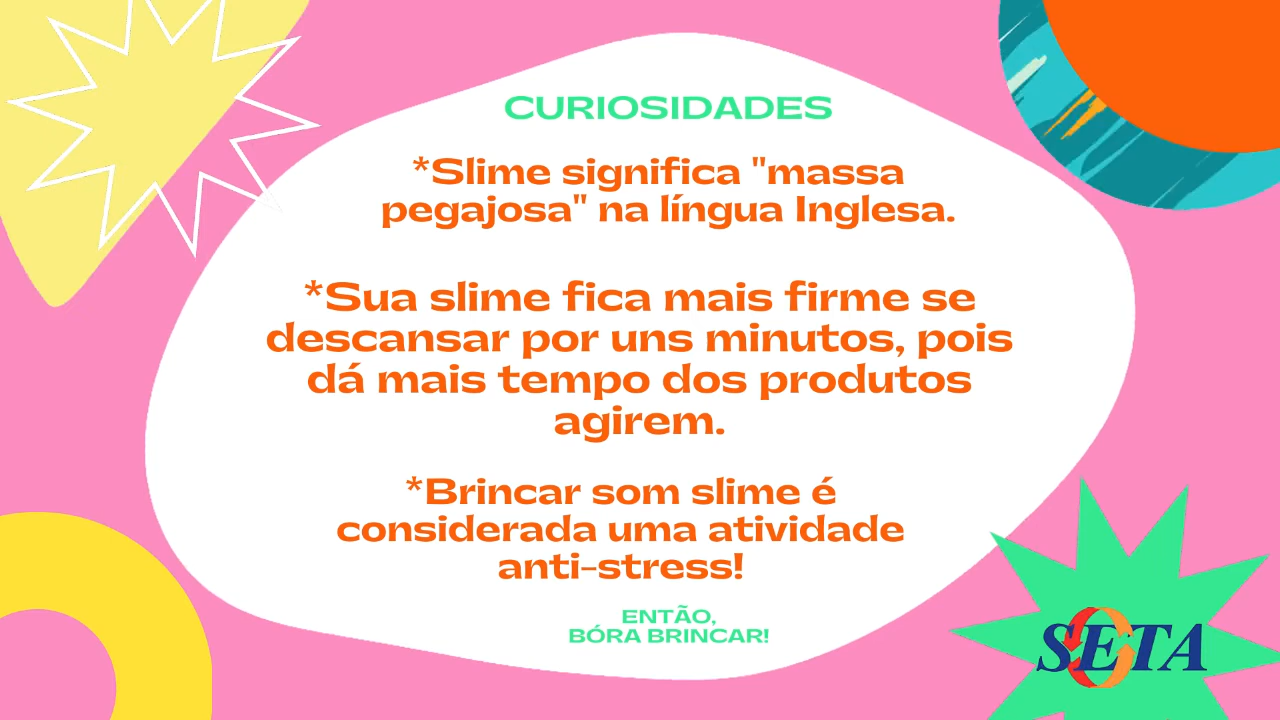 CURIOSIDADES
*Slime significa "massa
pegajosa" na língua Inglesa.
*Sua slime fica mais firme se
descansar por uns minutos, pois
dá mais tempo dos produtos
agirem.
*Brincar som slime é
considerada uma atividade
anti-stress!
ENTÃO,
BÓRA BRINCAR!
SETA